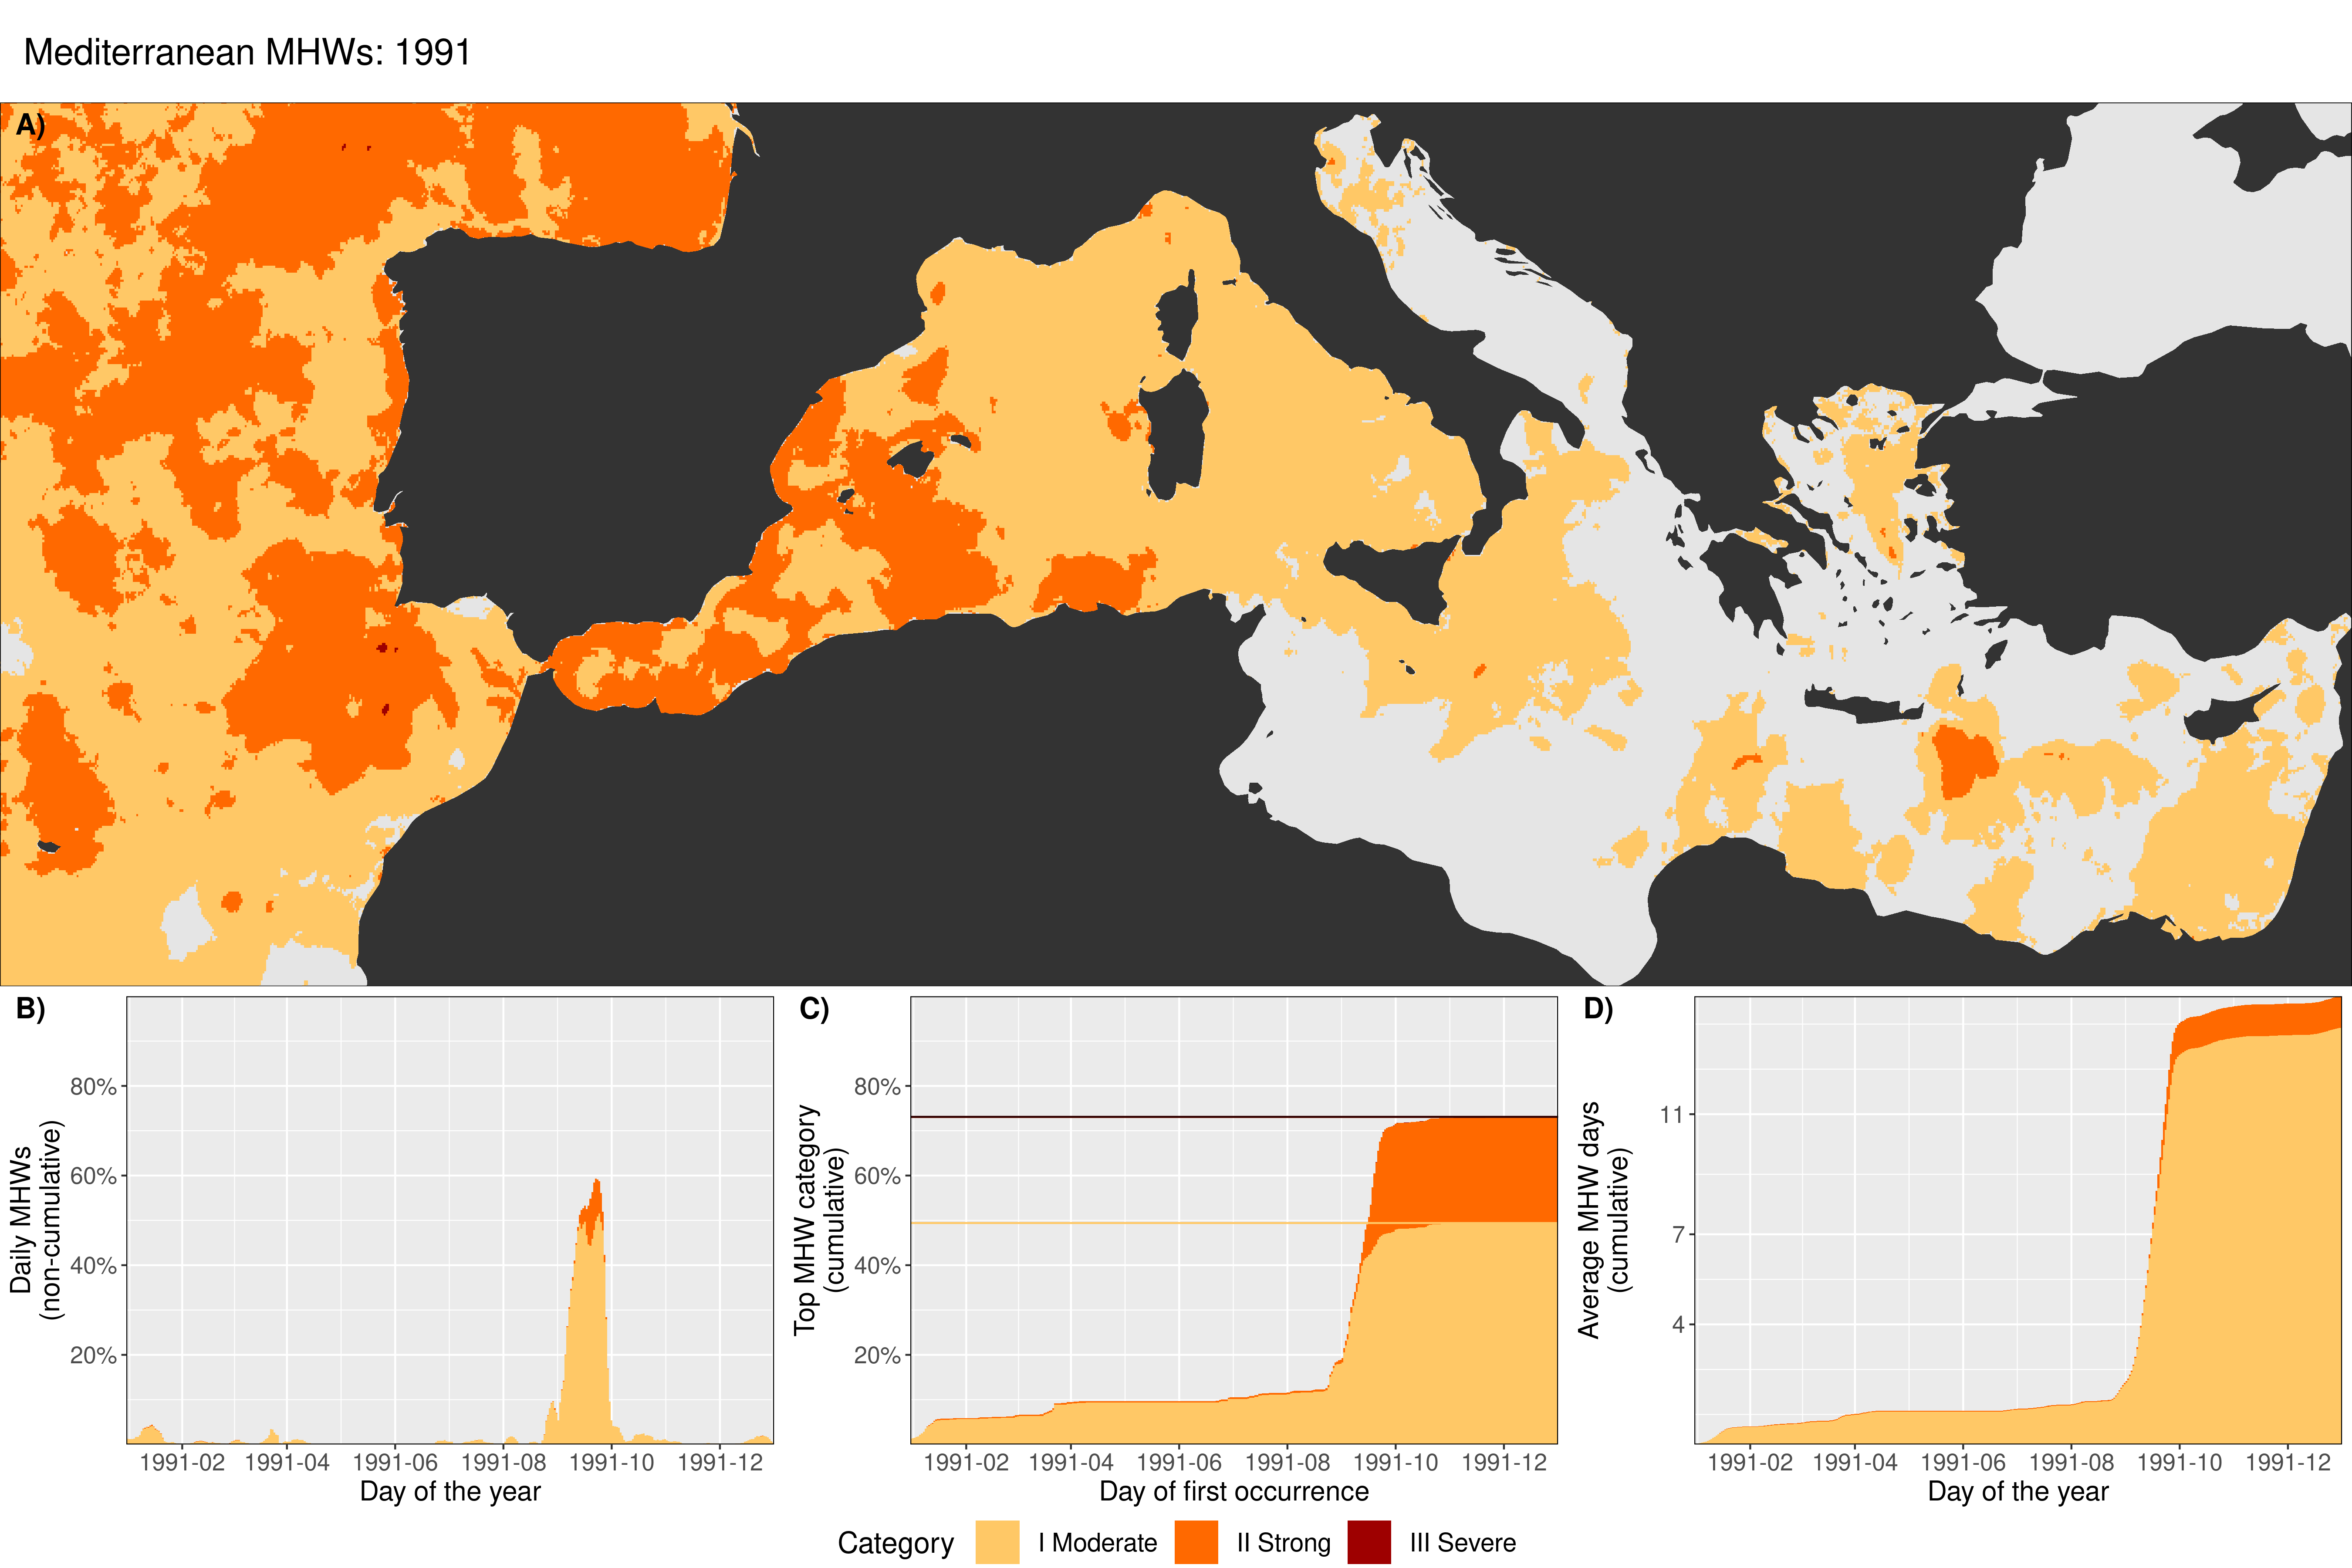 Mediterranean MHWs: 1991
A)
B)
Daily MHWs
(non-cumulative)
80%
60%
40%
20%
1991-02 1991-04 1991-06 1991-08 1991-10 1991-12
Day of the year
C)
Top MHW category
(cumulative)
80%
60%
40%
20%
1991-02 1991-04 1991-06 1991-08 1991-10 1991-12
Day of first occurrence
D)
Average MHW days
(cumulative)
11
7
4
1991-02 1991-04 1991-06 1991-08 1991-10 1991-12
Day of the year
Category I Moderate II Strong III Severe